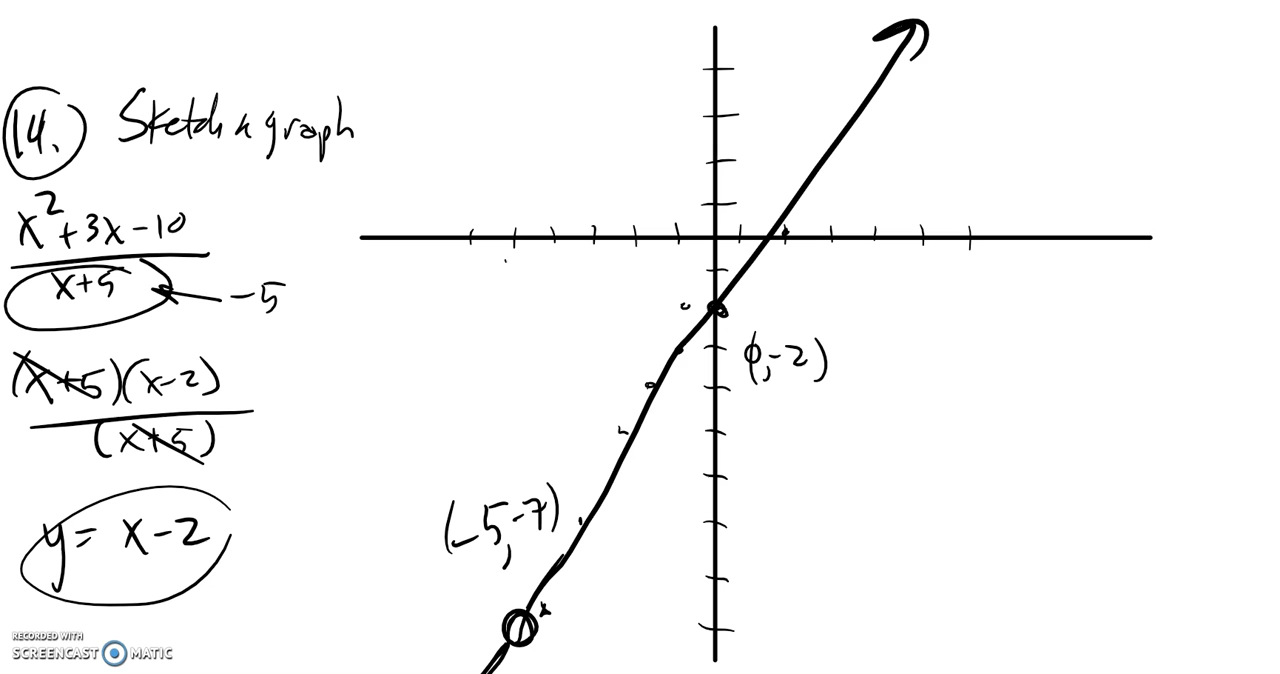 14. Sketch a graph
x² + 3x - 10
x + 5
-5
(x + 5)(x - 2)
(x + 5)
y = x - 2
(0, -2)
(-5, -7)
RECORDED WITH
SCREENCAST MATIC